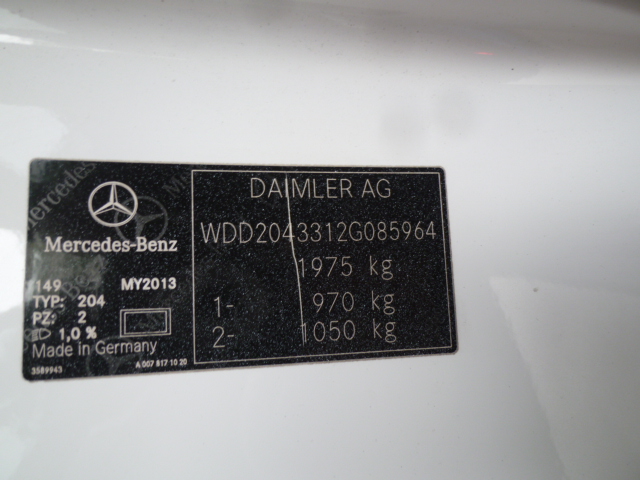 DAIMLER AG
WDD2043312G085964
1975 kg
1- 970 kg
2- 1050 kg
Mercedes-Benz
149 MY2013
TYP: 204
PZ: 2
1,0 %
Made in Germany
3589943
A 007 817 10 20